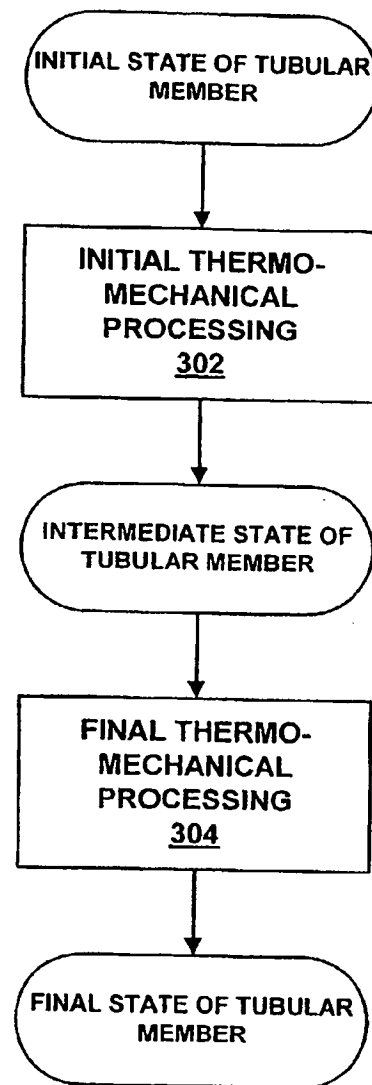 INITIAL STATE OF TUBULAR
MEMBER
INITIAL THERMO-
MECHANICAL
PROCESSING
302
INTERMEDIATE STATE OF
TUBULAR MEMBER
FINAL THERMO-
MECHANICAL
PROCESSING
304
FINAL STATE OF TUBULAR
MEMBER